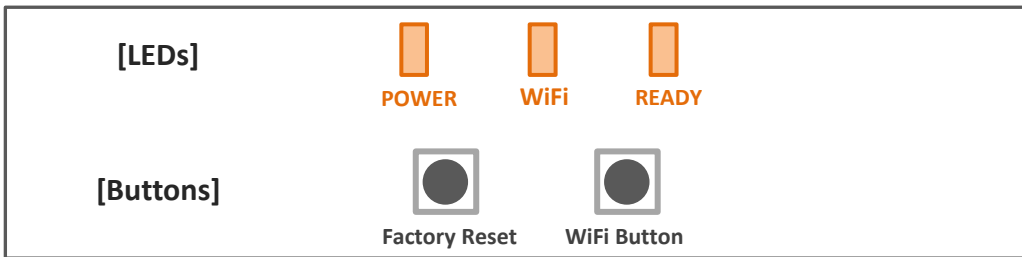 [LEDs]
POWER WiFi READY
[Buttons]
Factory Reset WiFi Button